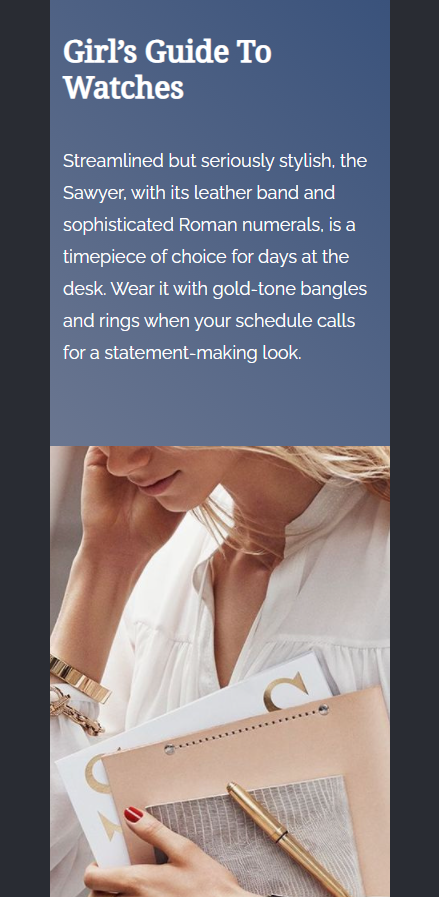 Girl’s Guide To
Watches
Streamlined but seriously stylish, the
Sawyer, with its leather band and
sophisticated Roman numerals, is a
timepiece of choice for days at the
desk. Wear it with gold-tone bangles
and rings when your schedule calls
for a statement-making look.